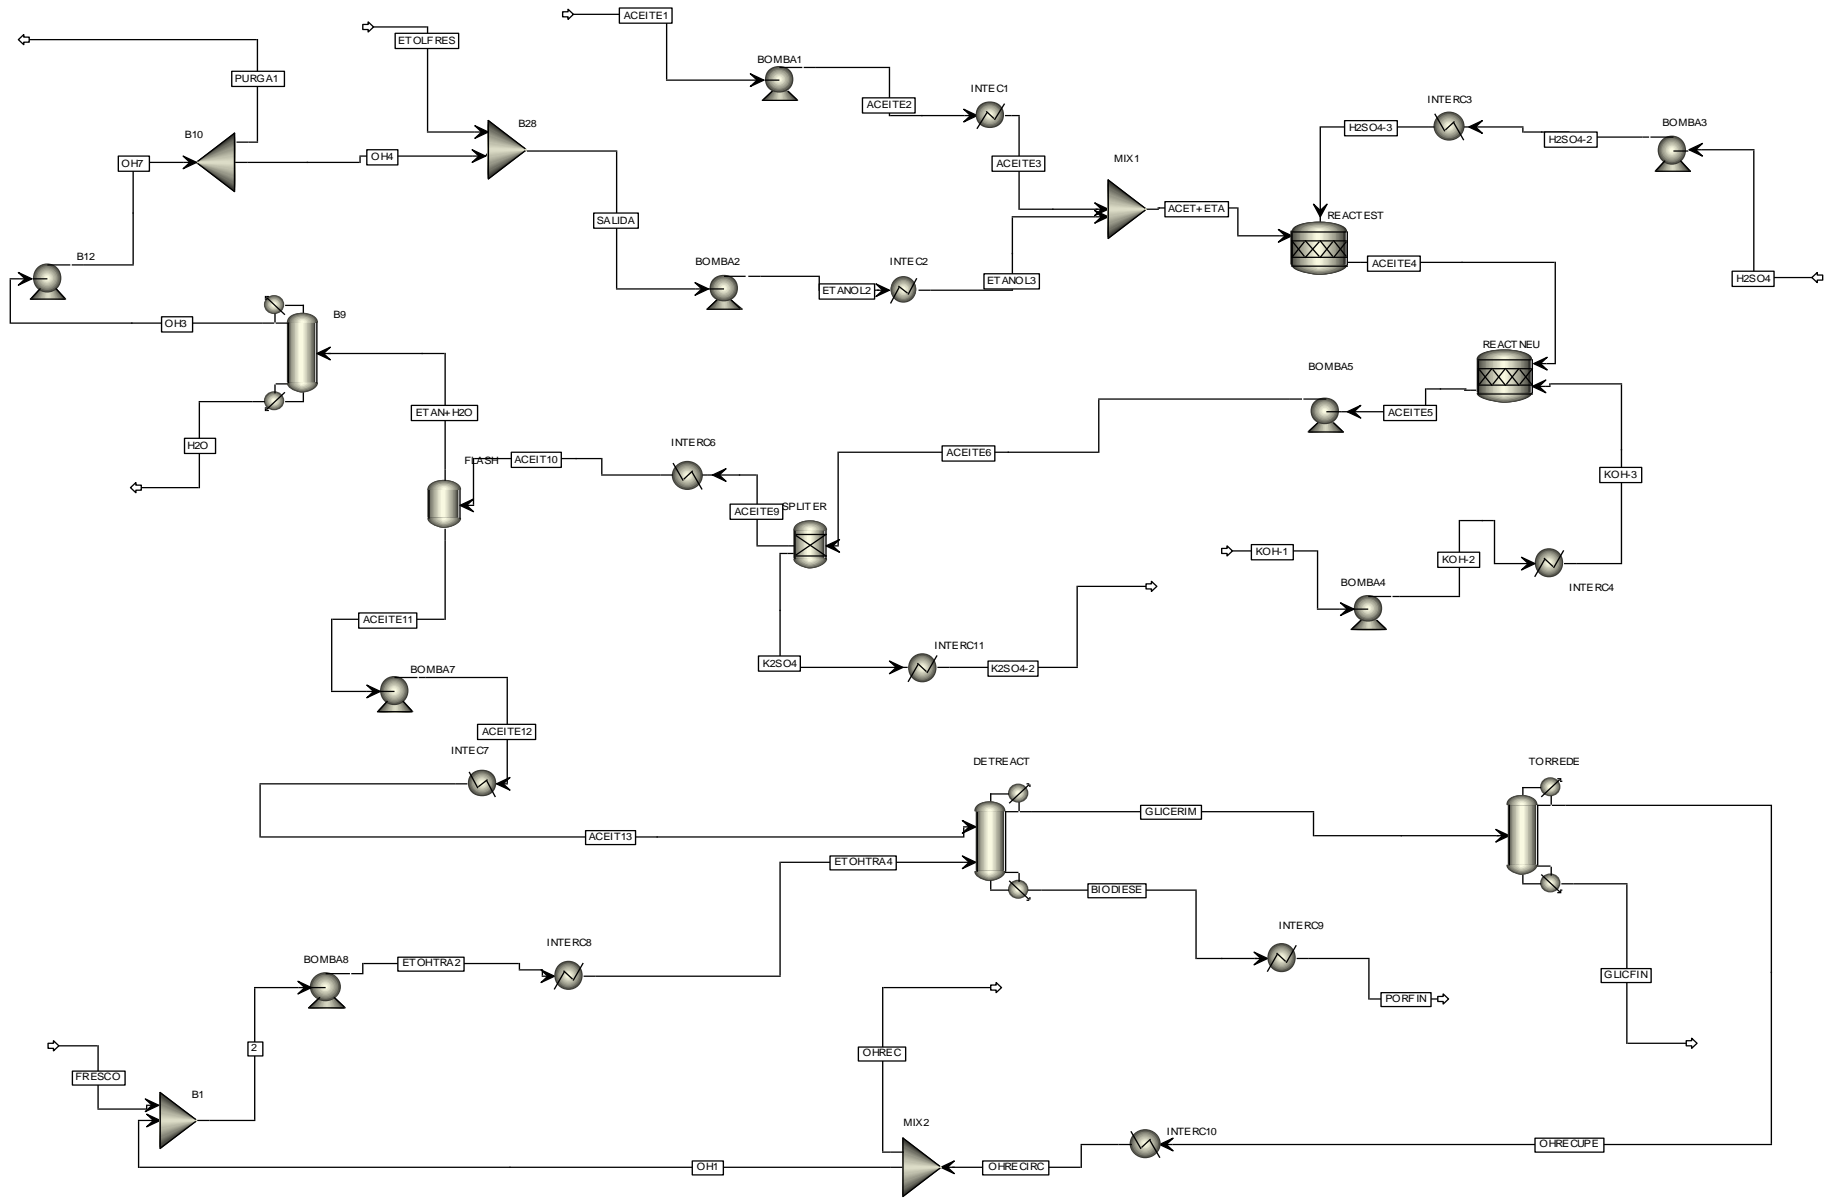 ACEITE1
ETOLFRES
PURGA1
BOMBA1
INTEC1
ACEITE2
INTERC3
BOMBA3
B10
B28
H2SO4-3
H2SO4-2
OH7
OH4
ACEITE3
MIX1
SALIDA
ACET+ETA
REACTEST
B12
BOMBA2
INTEC2
ACEITE4
ETANOL2
ETANOL3
H2SO4
OH3
B9
REACTNEU
BOMBA5
ETAN+H2O
ACEITE5
H2O
INTERC6
ACEITE6
FLASH
ACEIT10
KOH-3
ACEITE9
SPLITER
KOH-1
KOH-2
BOMBA4
INTERC4
ACEITE11
INTERC11
K2SO4
K2SO4-2
BOMBA7
ACEITE12
INTEC7
DETREACT
TORREDE
GLICERIM
ACEIT13
ETOHTRA4
BIODIESE
INTERC9
INTERC8
BOMBA8
ETOHTRA2
GLICFIN
PORFIN
2
OHREC
FRESCO
B1
MIX2
INTERC10
OHRECUPE
OH1
OHRECIRC